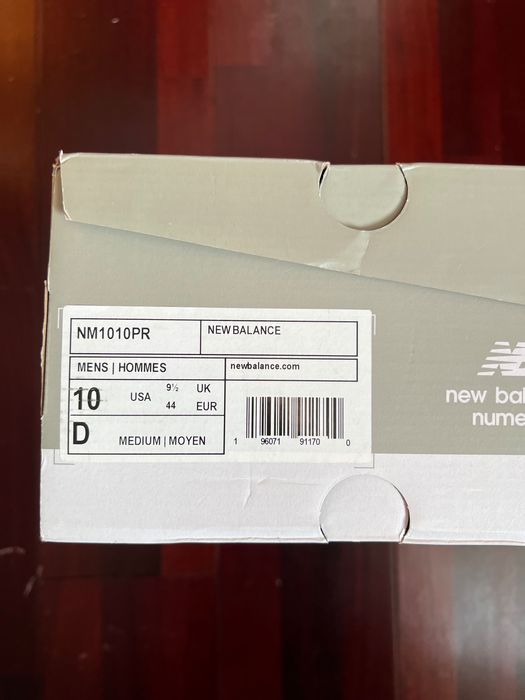 NM1010PR
NEW BALANCE
MENS | HOMMES
newbalance.com
10 USA 9½ UK
44 EUR
D MEDIUM | MOYEN
1 96071 91170 0
new bal
nume